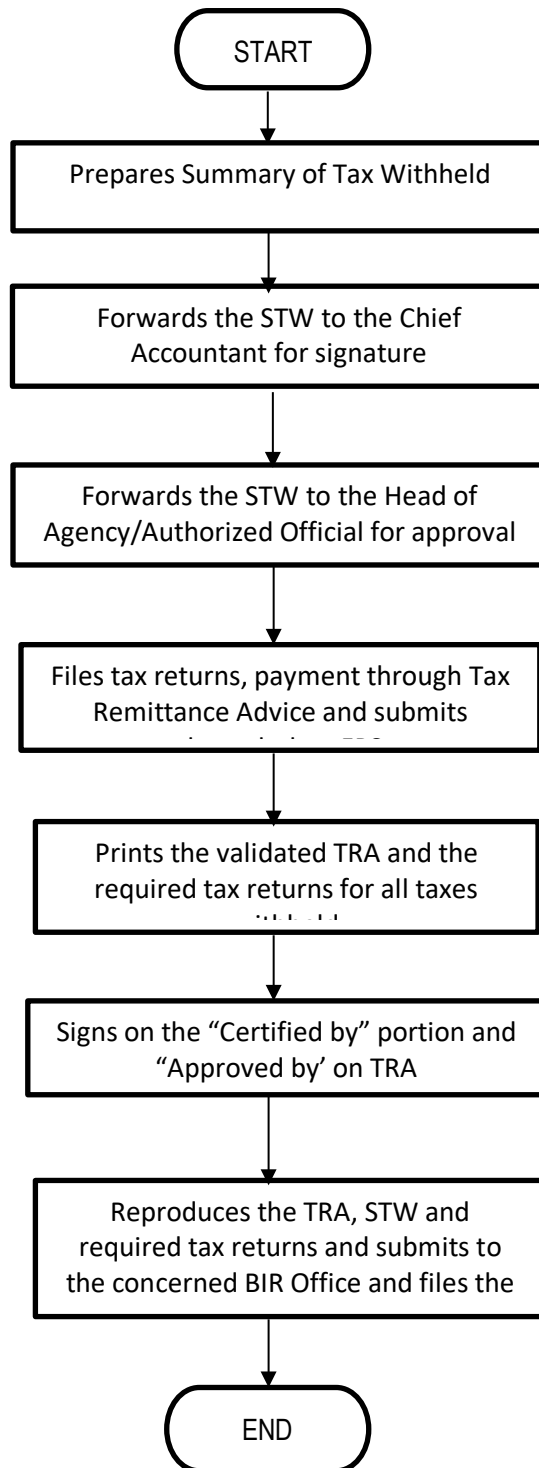 START
Prepares Summary of Tax Withheld
Forwards the STW to the Chief
Accountant for signature
Forwards the STW to the Head of
Agency/Authorized Official for approval
Files tax returns, payment through Tax
Remittance Advice and submits
Prints the validated TRA and the
required tax returns for all taxes
Signs on the “Certified by” portion and
“Approved by’ on TRA
Reproduces the TRA, STW and
required tax returns and submits to
the concerned BIR Office and files the
END